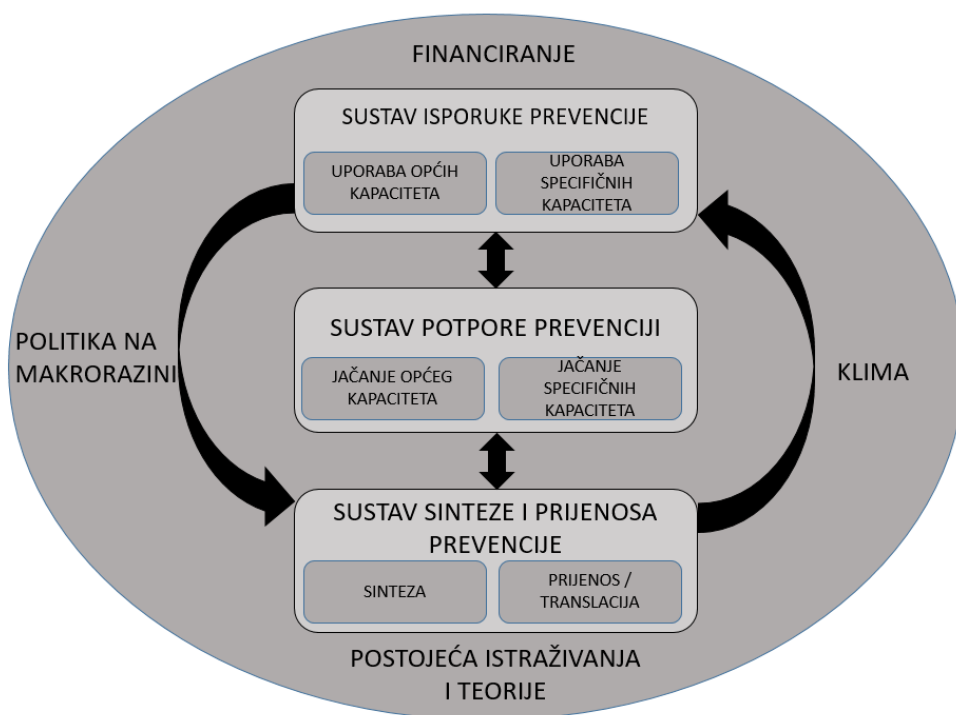 FINANCIRANJE
SUSTAV ISPORUKE PREVENCIJE
UPORABA OPĆIH
KAPACITETA
UPORABA
SPECIFIČNIH
KAPACITETA
POLITIKA NA
MAKRORAZINI
SUSTAV POTPORE PREVENCIJI
JAČANJE OPĆEG
KAPACITETA
JAČANJE
SPECIFIČNIH
KAPACITETA
KLIMA
SUSTAV SINTEZE I PRIJENOSA
PREVENCIJE
SINTEZA
PRIJENOS /
TRANSLACIJA
POSTOJEĆA ISTRAŽIVANJA
I TEORIJE